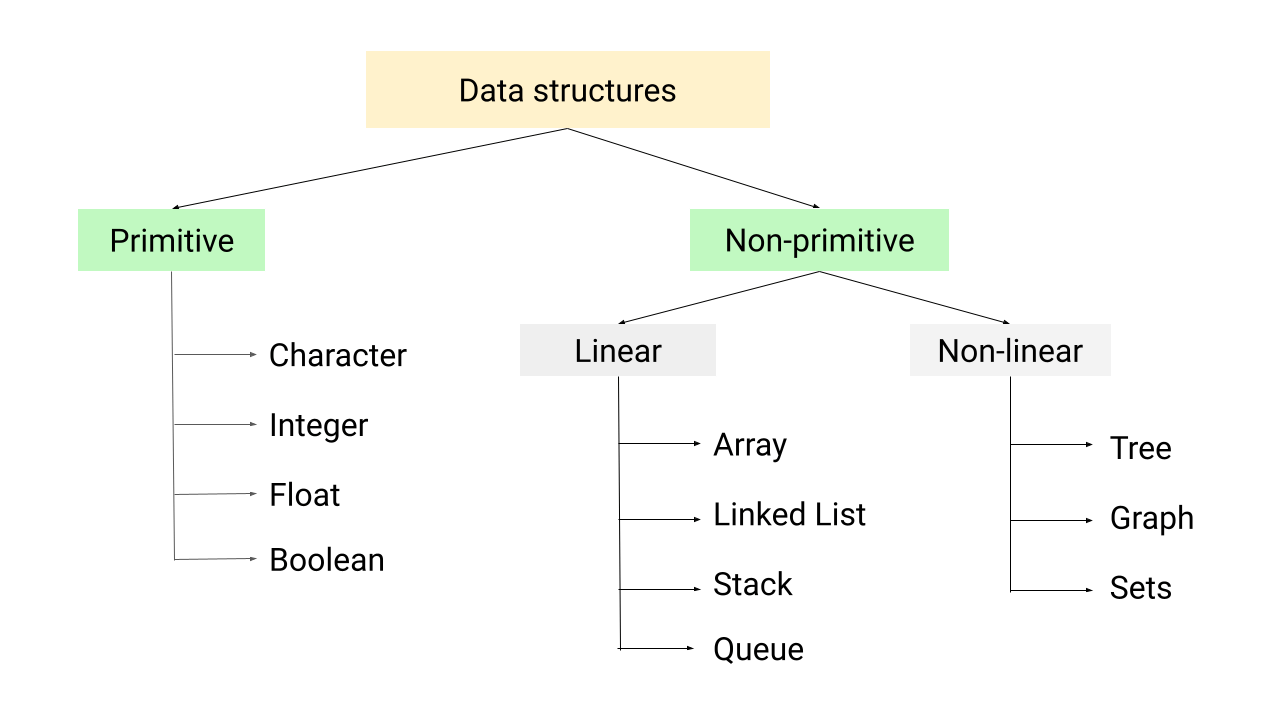 Data structures
Primitive
Non-primitive
Linear
Non-linear
Character
Integer
Float
Boolean
Array
Linked List
Stack
Queue
Tree
Graph
Sets